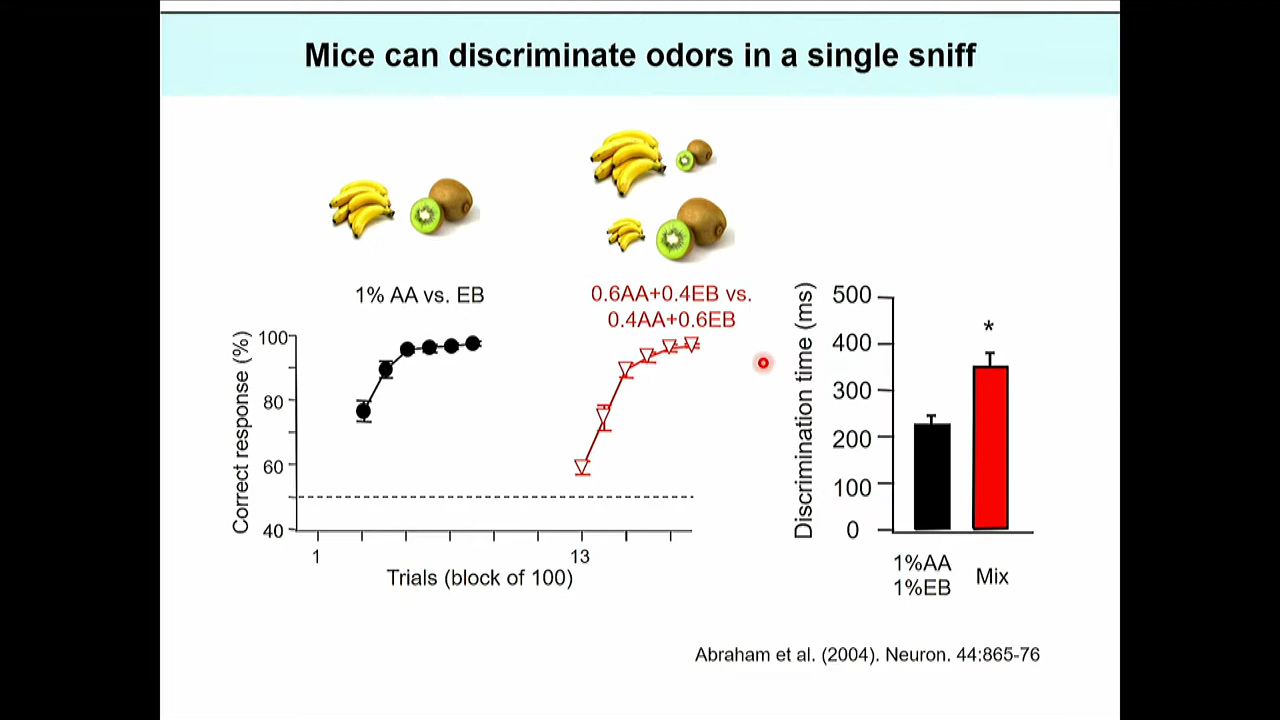 Mice can discriminate odors in a single sniff
1% AA vs. EB
0.6AA+0.4EB vs.
0.4AA+0.6EB
Correct response (%)
100
80
60
40
1
13
Trials (block of 100)
Discrimination time (ms)
500
400
300
200
100
0
*
1%AA
1%EB
Mix
Abraham et al. (2004). Neuron. 44:865-76